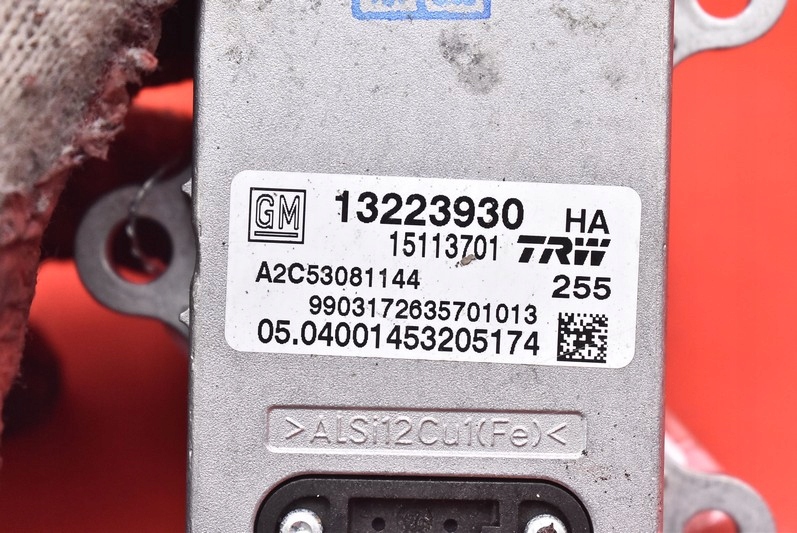 GM 13223930 HA
15113701 TRW
A2C53081144 255
9903172635701013
05.04001453205174
>ALSi12Cu1(Fe)<